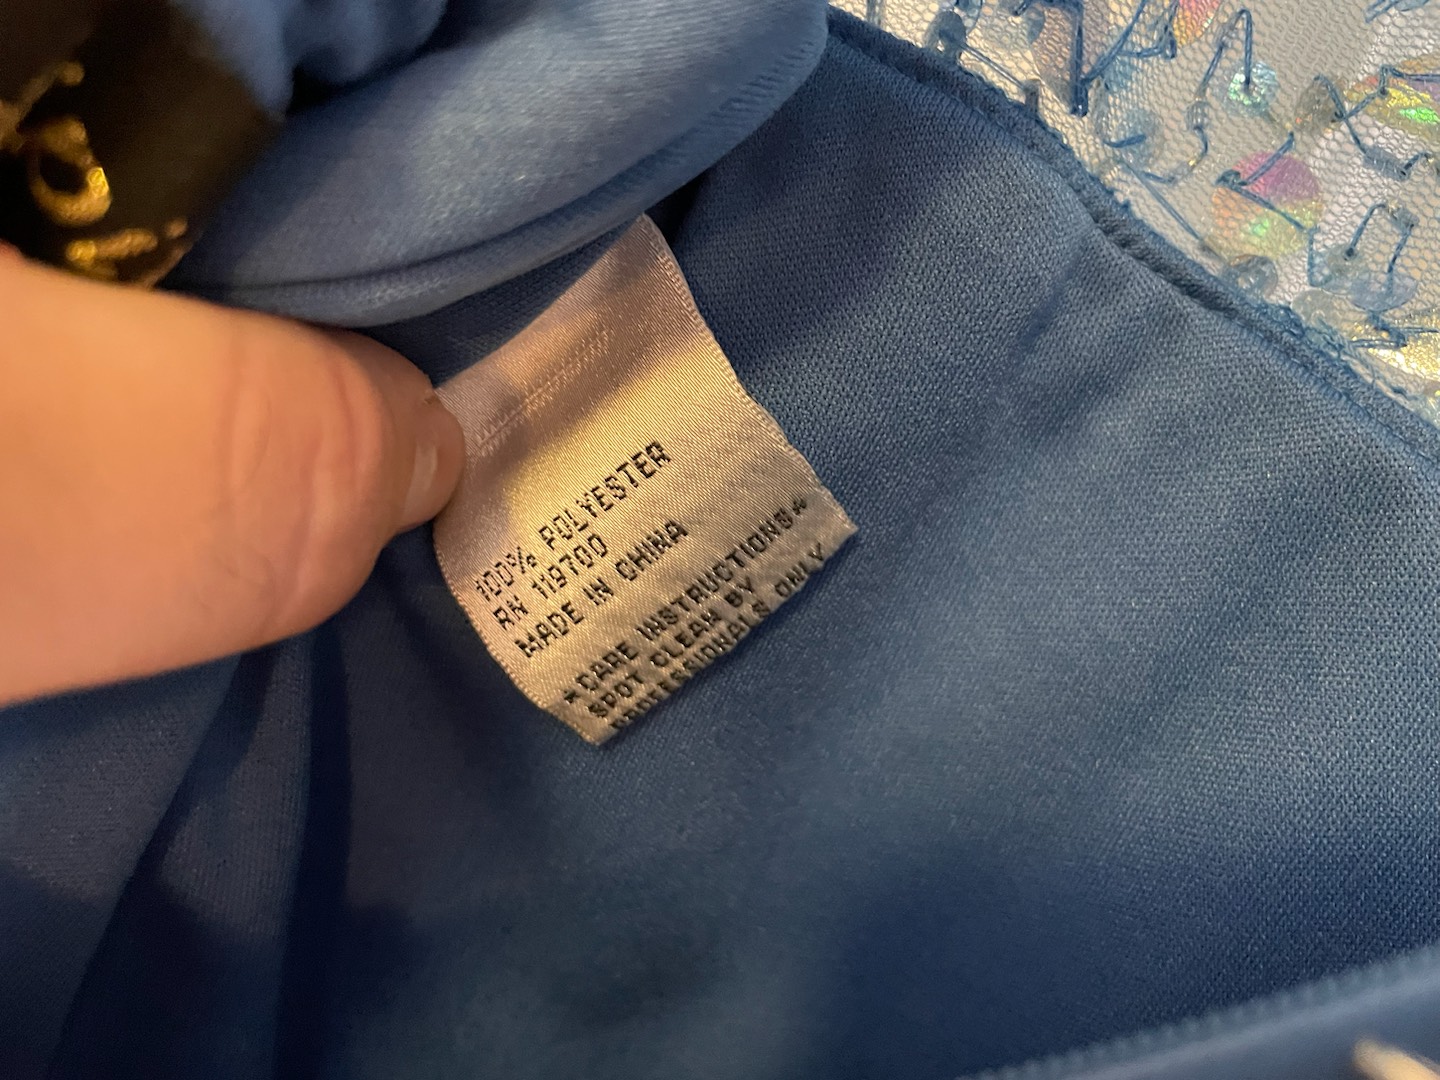 100% POLYESTER
RN 119700
MADE IN CHINA
*CARE INSTRUCTIONS*
SPOT CLEAN BY
PROFESSIONALS ONLY